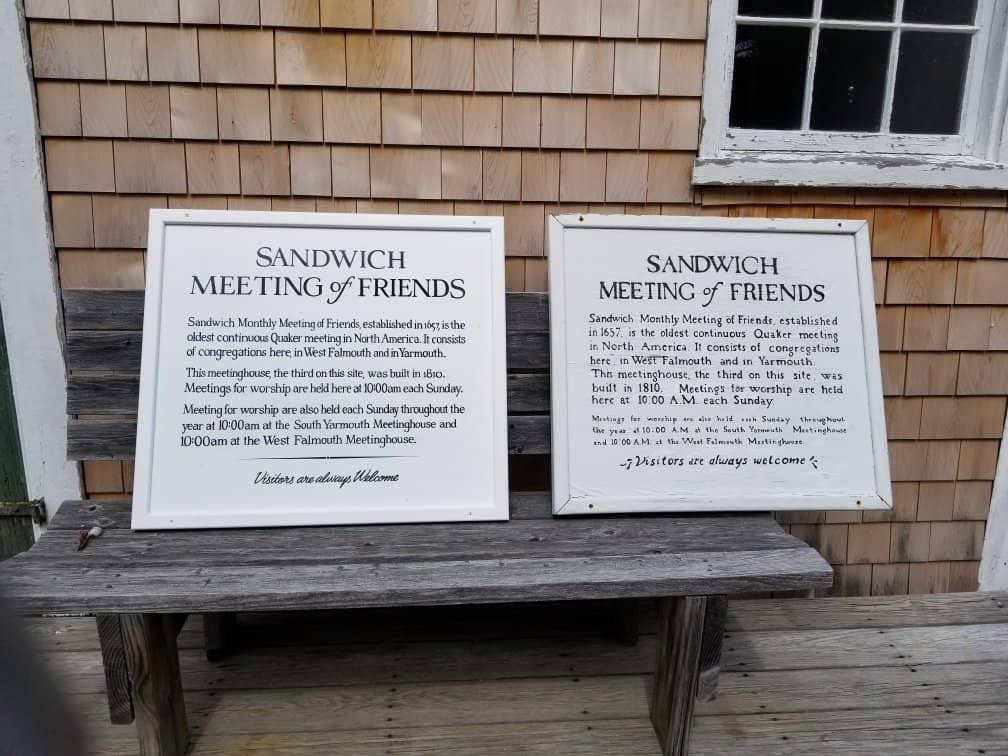 SANDWICH
MEETING of FRIENDS
Sandwich Monthly Meeting of Friends, established in 1657, is the
oldest continuous Quaker meeting in North America. It consists
of congregations here, in West Falmouth and in Yarmouth.
This meetinghouse, the third on this site, was built in 1810.
Meetings for worship are held here at 10:00am each Sunday.
Meeting for worship are also held each Sunday throughout the
year at 10:00am at the South Yarmouth Meetinghouse and
10:00am at the West Falmouth Meetinghouse.
Visitors are always Welcome
SANDWICH
MEETING of FRIENDS
Sandwich Monthly Meeting of Friends, established
in 1657, is the oldest continuous Quaker meeting
in North America. It consists of congregations
here, in West Falmouth and in Yarmouth.
This meetinghouse, the third on this site, was
built in 1810. Meetings for worship are held
here at 10:00 A.M. each Sunday.
Meetings for worship are also held each Sunday throughout
the year at 10:00 A.M. at the South Yarmouth Meetinghouse
and 10:00 A.M. at the West Falmouth Meetinghouse.
Visitors are always welcome